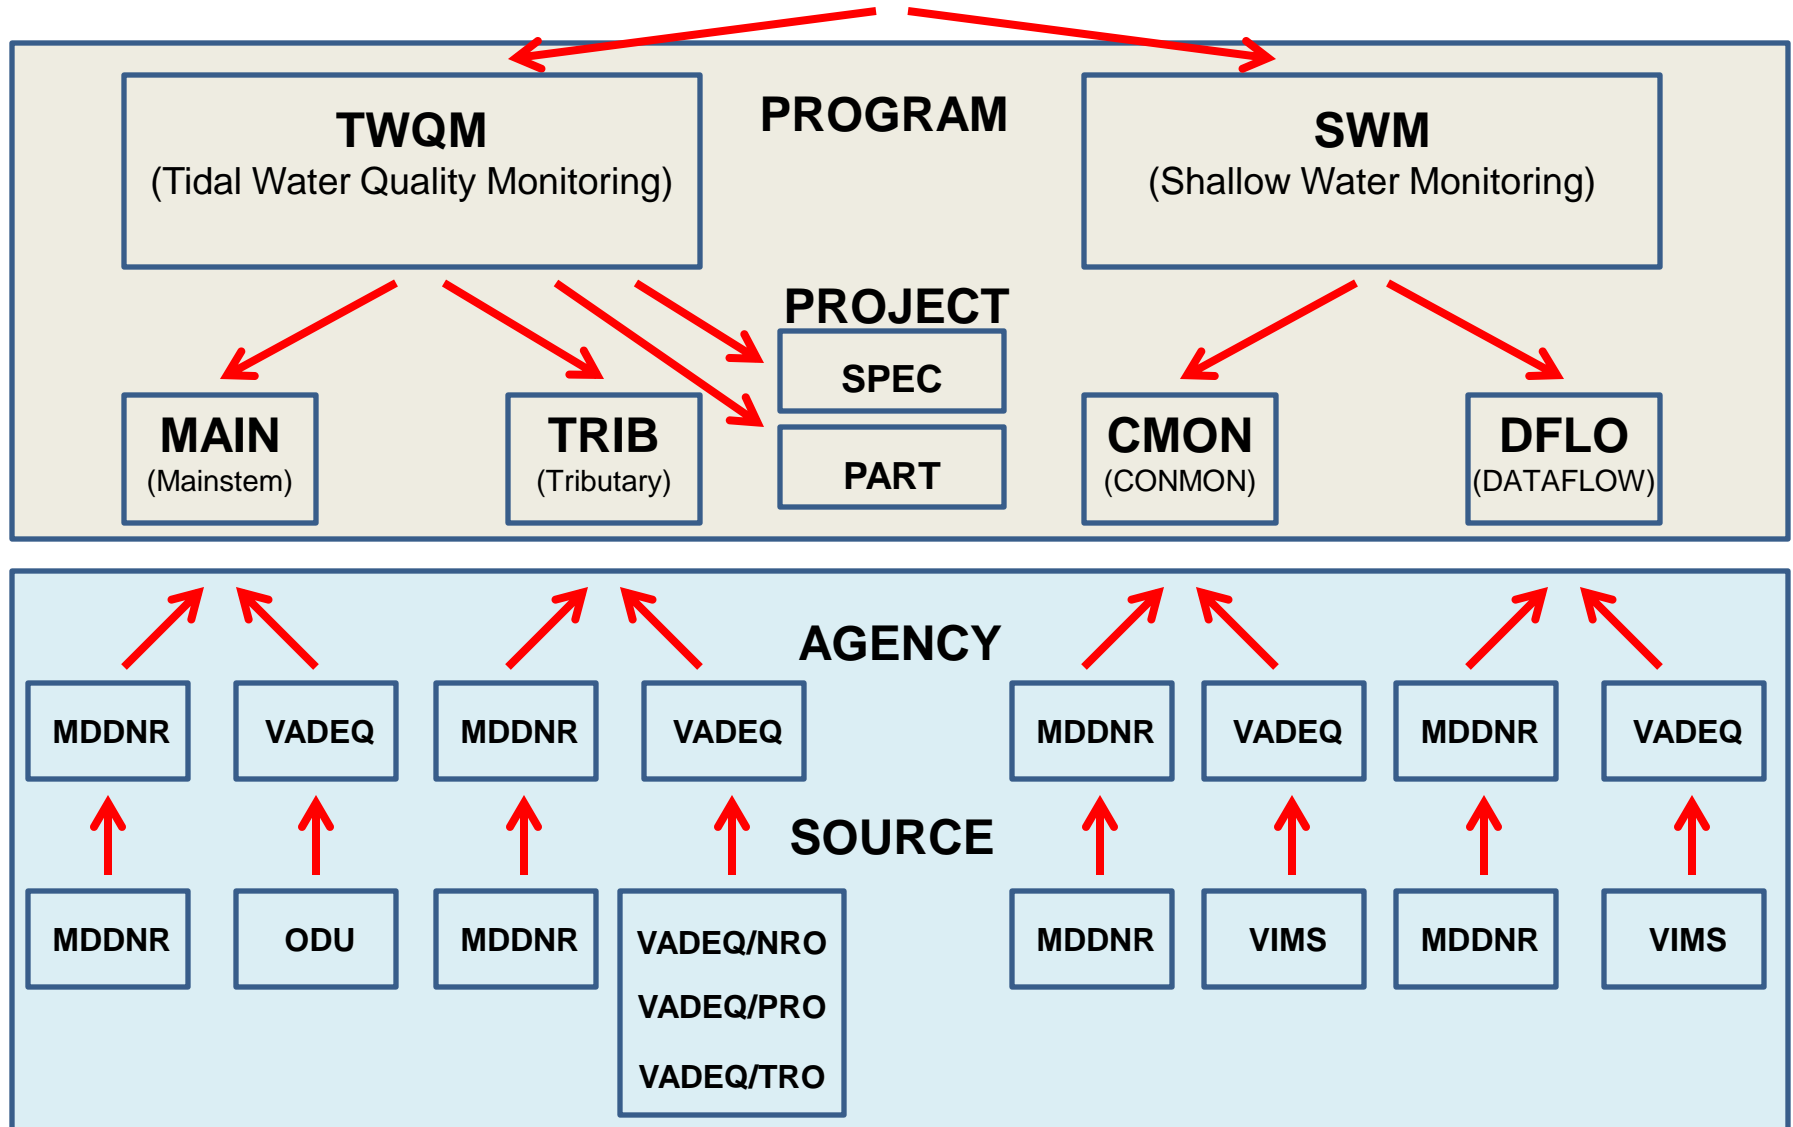 PROGRAM
TWQM
(Tidal Water Quality Monitoring)
SWM
(Shallow Water Monitoring)
PROJECT
SPEC
PART
MAIN
(Mainstem)
TRIB
(Tributary)
CMON
(CONMON)
DFLO
(DATAFLOW)
AGENCY
MDDNR
VADEQ
MDDNR
VADEQ
MDDNR
VADEQ
MDDNR
VADEQ
SOURCE
MDDNR
ODU
MDDNR
VADEQ/NRO
VADEQ/PRO
VADEQ/TRO
MDDNR
VIMS
MDDNR
VIMS